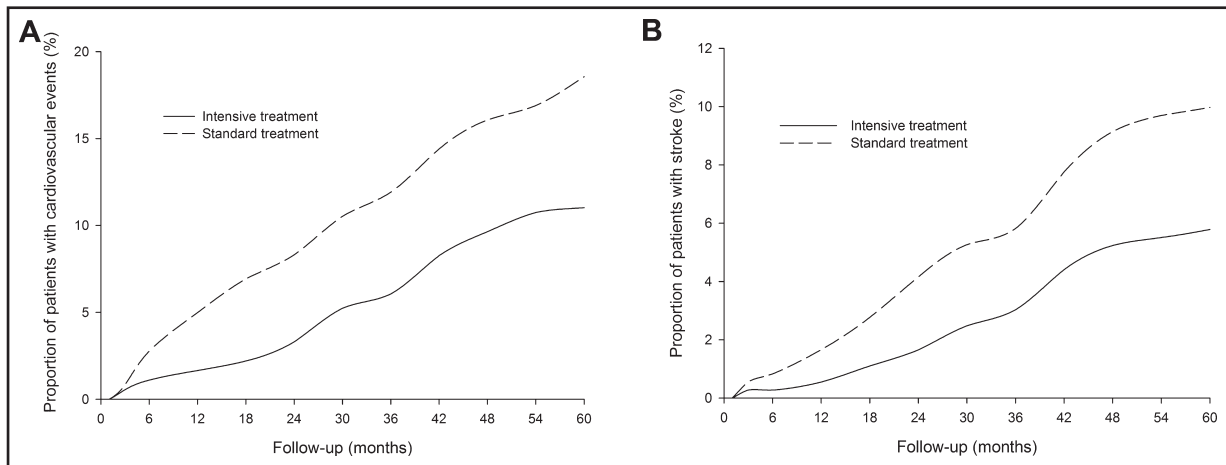 A
Proportion of patients with cardiovascular events (%)
20
15
10
5
0
Intensive treatment
Standard treatment
0 6 12 18 24 30 36 42 48 54 60
Follow-up (months)
B
Proportion of patients with stroke (%)
12
10
8
6
4
2
0
Intensive treatment
Standard treatment
0 6 12 18 24 30 36 42 48 54 60
Follow-up (months)